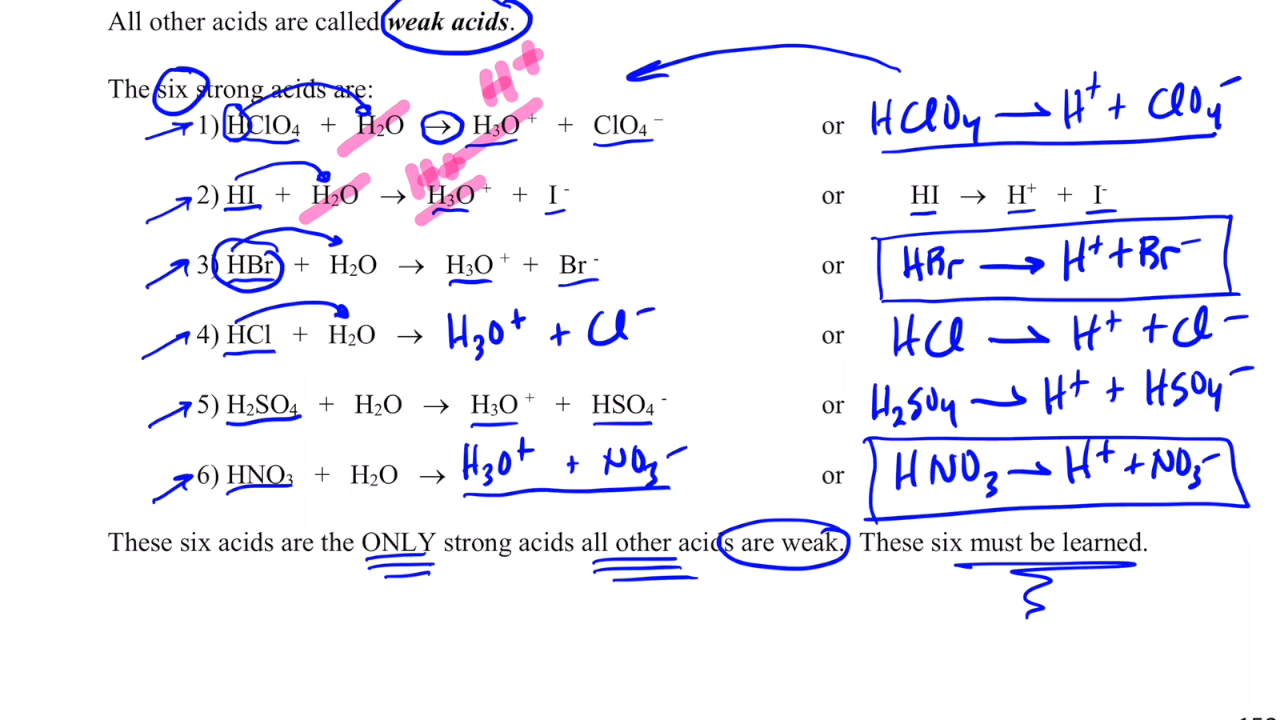 All other acids are called weak acids.
H+
The six strong acids are:
1) HClO₄ + H₂O → H₃O⁺ + ClO₄⁻ or HClO₄ → H⁺ + ClO₄⁻
H+
2) HI + H₂O → H₃O⁺ + I⁻ or HI → H⁺ + I⁻
3) HBr + H₂O → H₃O⁺ + Br⁻ or HBr → H⁺ + Br⁻
4) HCl + H₂O → H₃O⁺ + Cl⁻ or HCl → H⁺ + Cl⁻
5) H₂SO₄ + H₂O → H₃O⁺ + HSO₄⁻ or H₂SO₄ → H⁺ + HSO₄⁻
6) HNO₃ + H₂O → H₃O⁺ + NO₃⁻ or HNO₃ → H⁺ + NO₃⁻
These six acids are the ONLY strong acids all other acids are weak. These six must be learned.